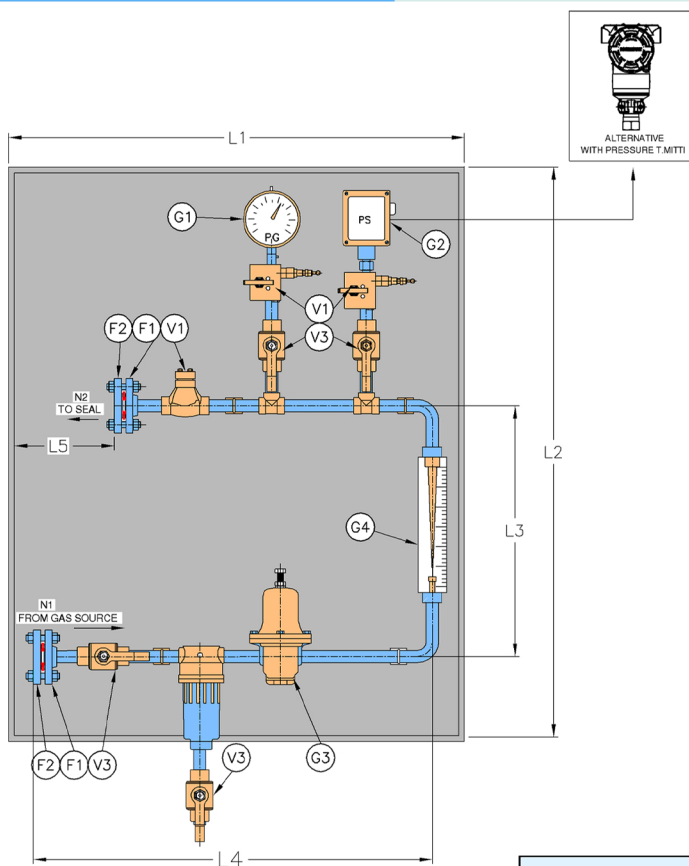 ALTERNATIVE
WITH PRESSURE T.MITTI
L1
G1
PG
PS
G2
V1
V3
F2 F1 V1
N2
TO SEAL
L5
L2
L3
G4
N1
FROM GAS SOURCE
F2 F1 V3
G3
V3
L4